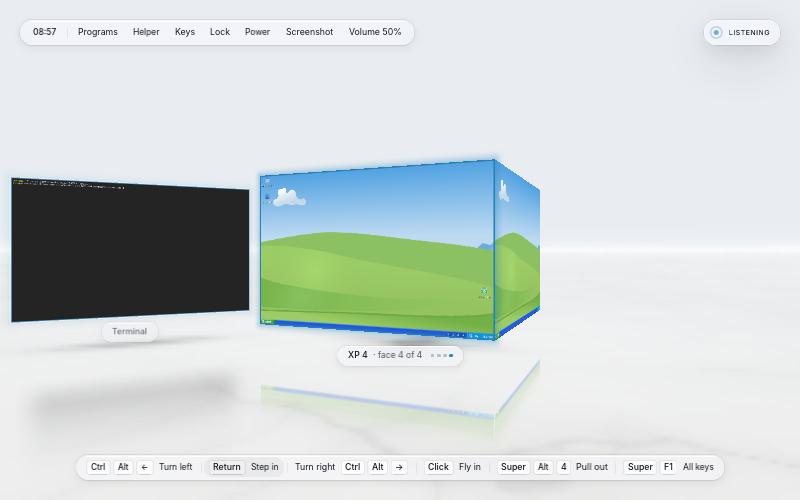 08:57 Programs Helper Keys Lock Power Screenshot Volume 50%
LISTENING
Terminal
XP 4 · face 4 of 4
Ctrl Alt ← Turn left Return Step in Turn right Ctrl Alt → Click Fly in Super Alt 4 Pull out Super F1 All keys